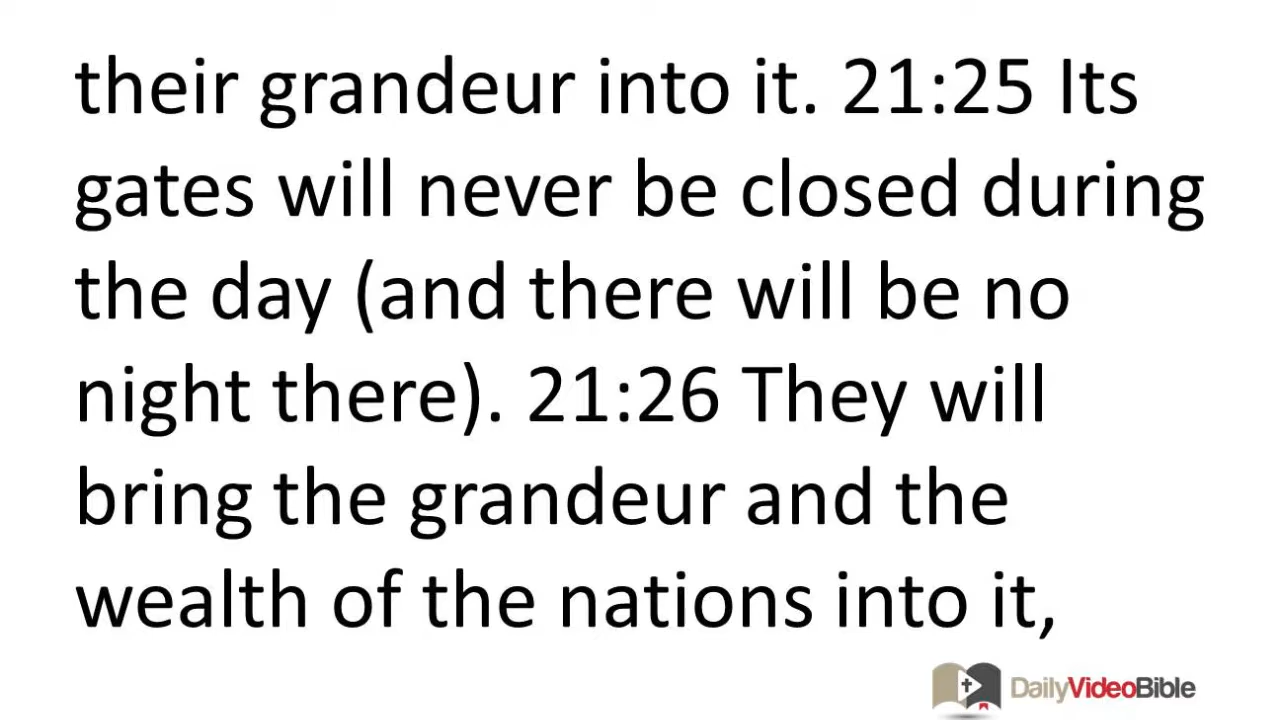 their grandeur into it. 21:25 Its
gates will never be closed during
the day (and there will be no
night there). 21:26 They will
bring the grandeur and the
wealth of the nations into it,
DailyVideoBible